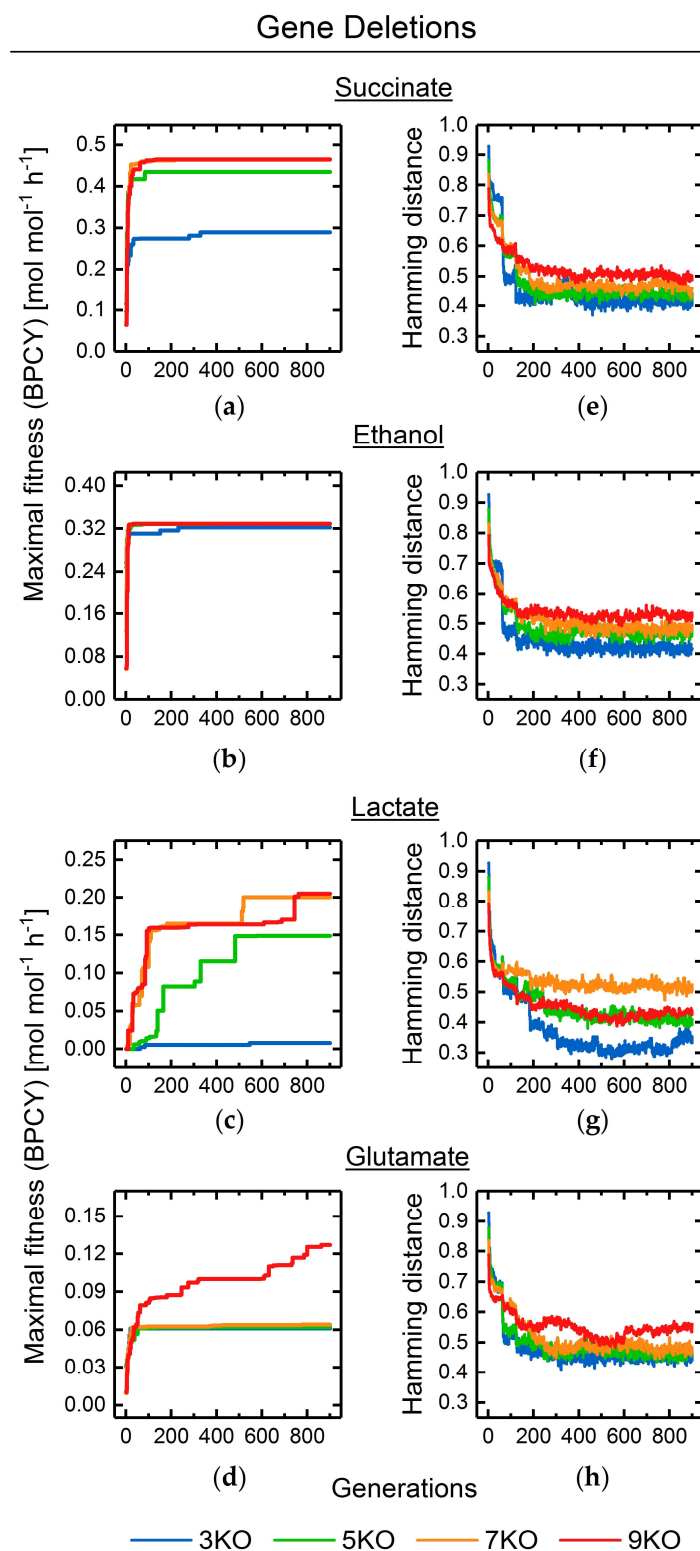 Gene Deletions
Succinate
Maximal fitness (BPCY) [mol mol⁻¹ h⁻¹]
0.5
0.4
0.3
0.2
0.1
0.0
0 200 400 600 800
(a)
Hamming distance
1.0
0.9
0.8
0.7
0.6
0.5
0.4
0.3
0 200 400 600 800
(e)
Ethanol
0.40
0.32
0.24
0.16
0.08
0.00
0 200 400 600 800
(b)
Hamming distance
1.0
0.9
0.8
0.7
0.6
0.5
0.4
0.3
0 200 400 600 800
(f)
Lactate
Maximal fitness (BPCY) [mol mol⁻¹ h⁻¹]
0.25
0.20
0.15
0.10
0.05
0.00
0 200 400 600 800
(c)
Hamming distance
1.0
0.9
0.8
0.7
0.6
0.5
0.4
0.3
0 200 400 600 800
(g)
Glutamate
0.15
0.12
0.09
0.06
0.03
0.00
0 200 400 600 800
(d)
Hamming distance
1.0
0.9
0.8
0.7
0.6
0.5
0.4
0.3
0 200 400 600 800
(h)
Generations
3KO 5KO 7KO 9KO